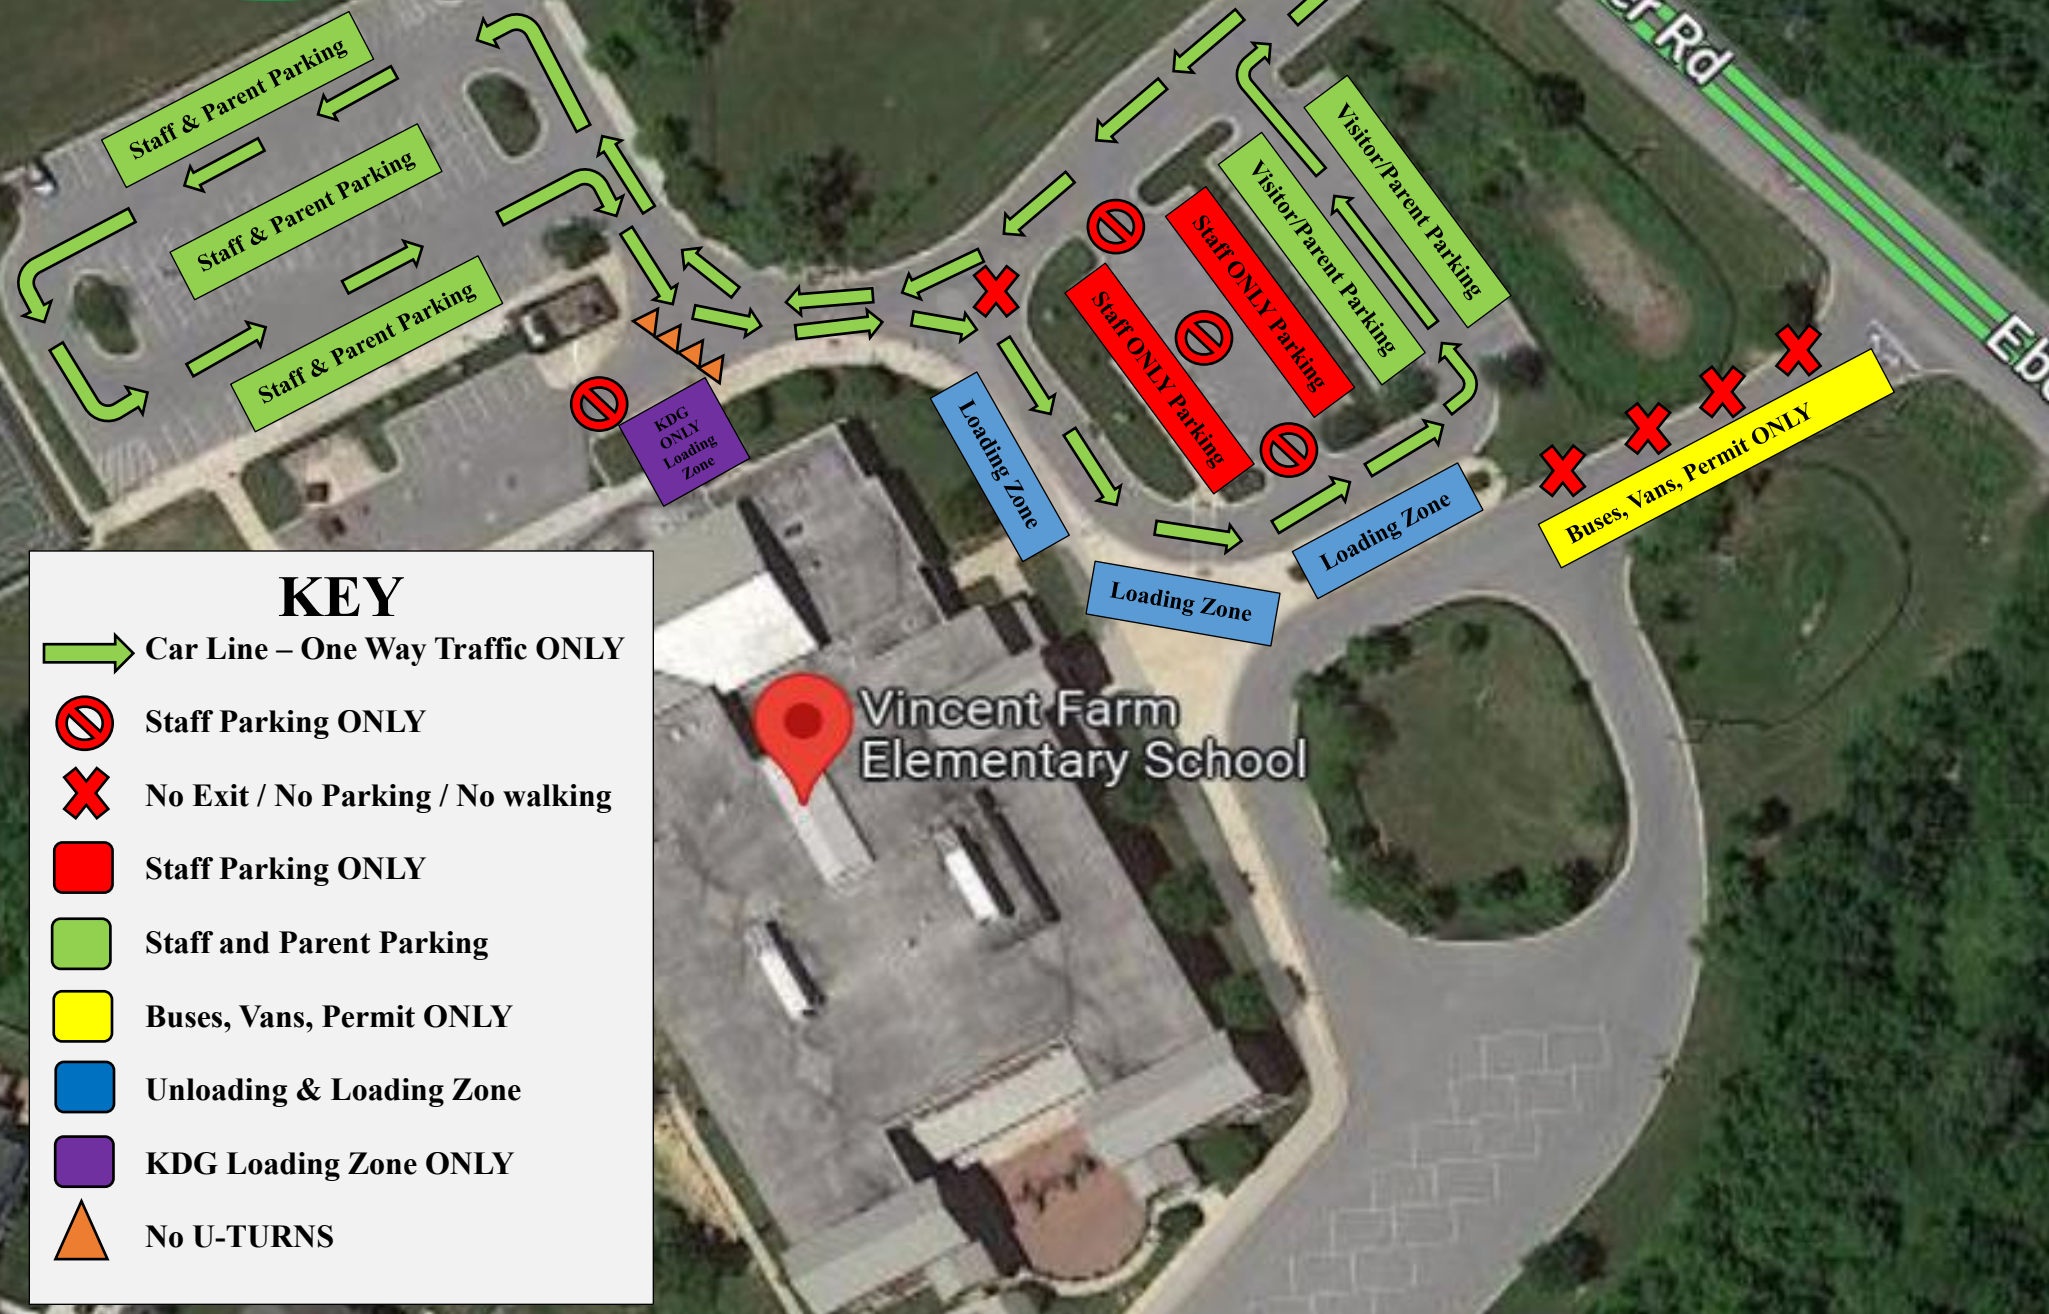 Staff & Parent Parking
Staff & Parent Parking
Staff & Parent Parking
Visitor/Parent Parking
Visitor/Parent Parking
Staff ONLY Parking
Staff ONLY Parking
er Rd
Ebe
KDG
ONLY
Loading
Zone
Loading Zone
Loading Zone
Loading Zone
Buses, Vans, Permit ONLY
Vincent Farm
Elementary School
KEY
Car Line – One Way Traffic ONLY
Staff Parking ONLY
No Exit / No Parking / No walking
Staff Parking ONLY
Staff and Parent Parking
Buses, Vans, Permit ONLY
Unloading & Loading Zone
KDG Loading Zone ONLY
No U-TURNS